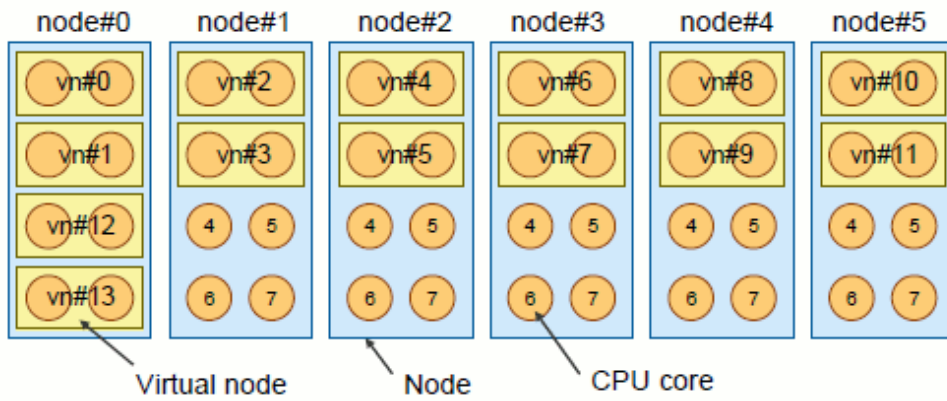 node#0 node#1 node#2 node#3 node#4 node#5
vn#0 vn#2 vn#4 vn#6 vn#8 vn#10
vn#1 vn#3 vn#5 vn#7 vn#9 vn#11
vn#12 4 5 4 5 4 5 4 5 4 5
vn#13 6 7 6 7 6 7 6 7 6 7
Virtual node Node CPU core